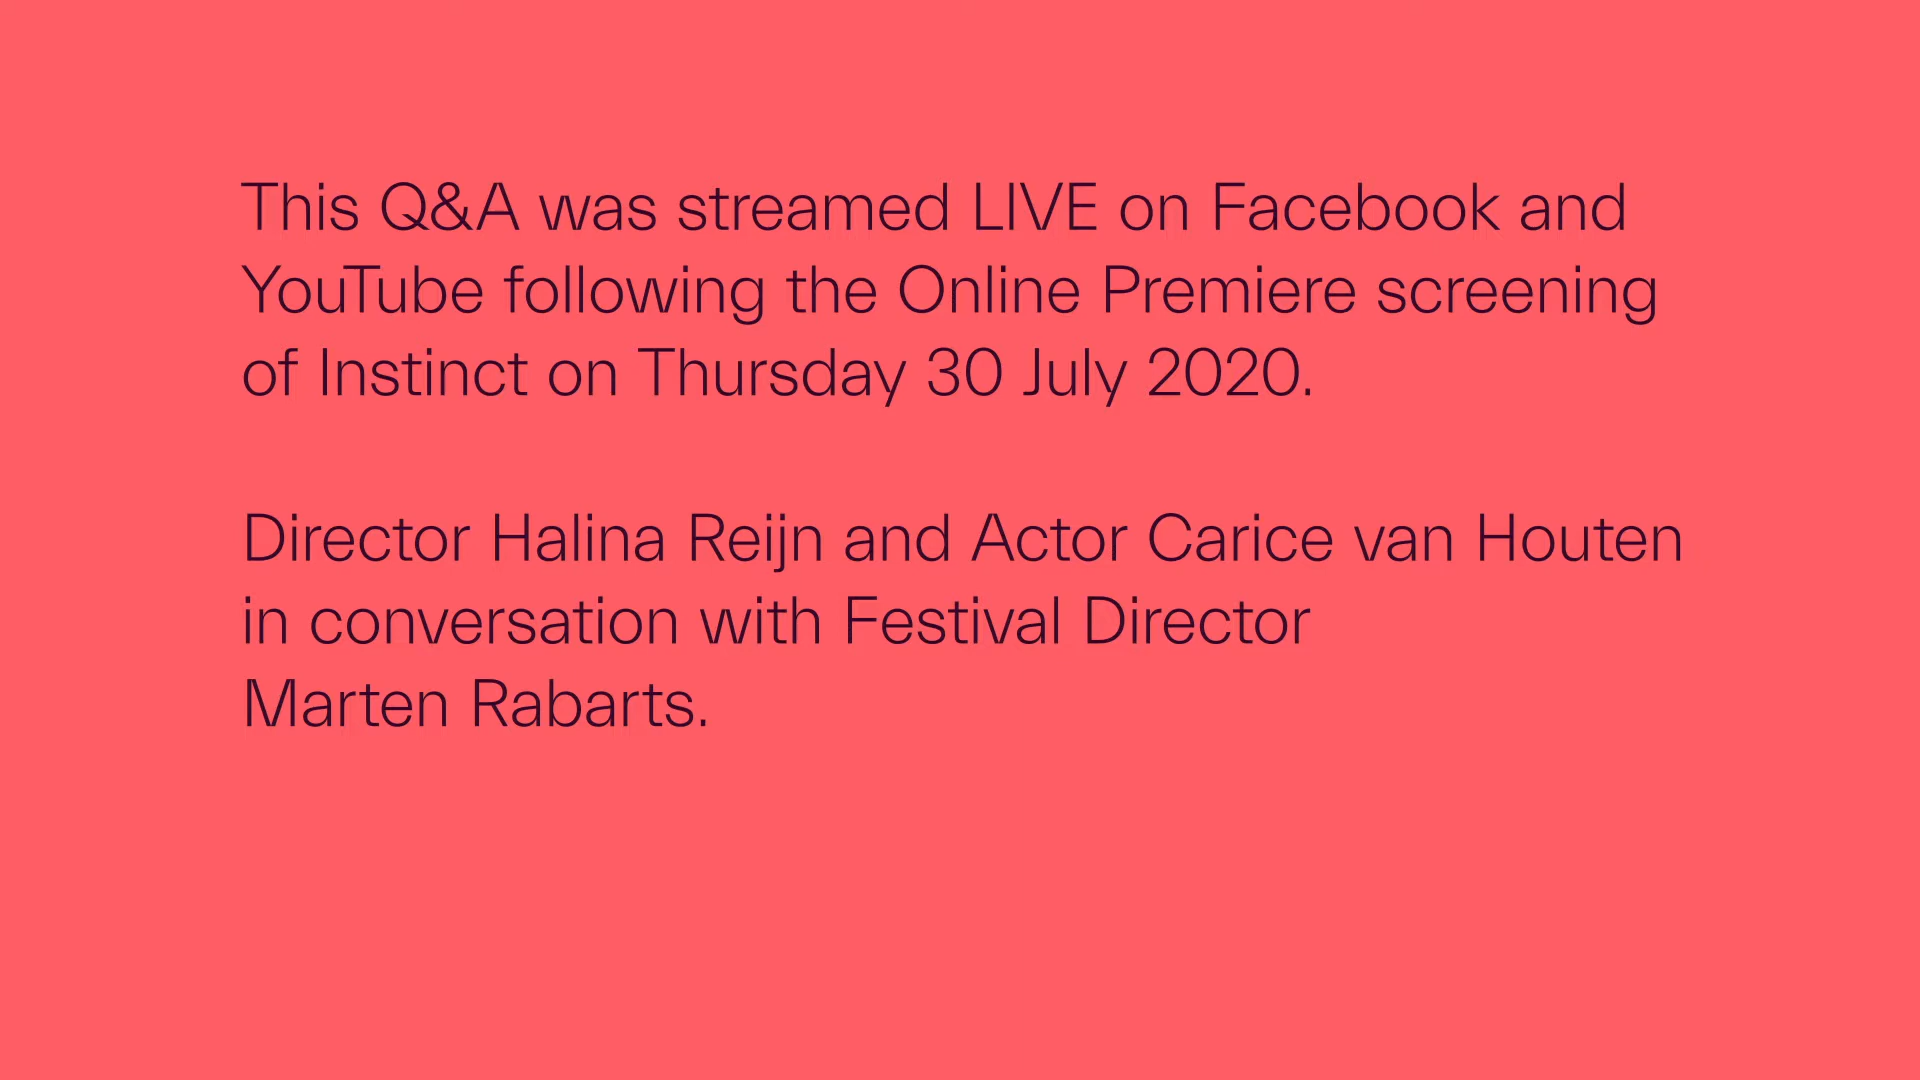 This Q&A was streamed LIVE on Facebook and
YouTube following the Online Premiere screening
of Instinct on Thursday 30 July 2020.
Director Halina Reijn and Actor Carice van Houten
in conversation with Festival Director
Marten Rabarts.